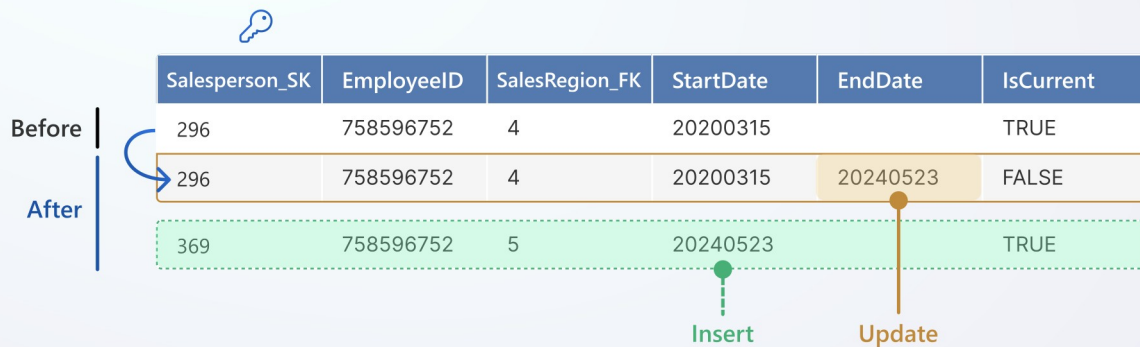 Salesperson_SK EmployeeID SalesRegion_FK StartDate EndDate IsCurrent
Before 296 758596752 4 20200315 TRUE
296 758596752 4 20200315 20240523 FALSE
After
369 758596752 5 20240523 TRUE
Insert Update